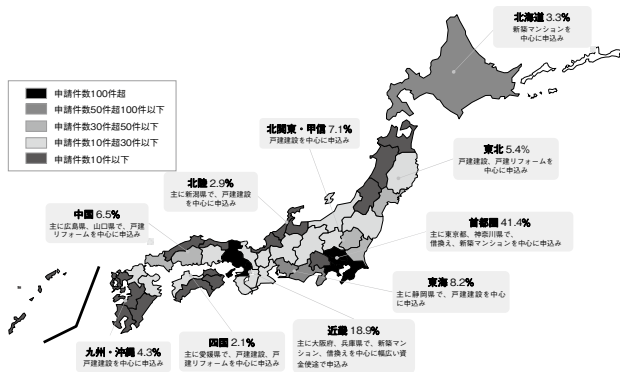 北海道 3.3%
新築マンションを
中心に申込み
申請件数100件超
申請件数50件超100件以下
申請件数30件超50件以下
申請件数10件超30件以下
申請件数10件以下
北関東・甲信 7.1%
戸建建設を中心に申込み
東北 5.4%
戸建建設、戸建リフォームを
中心に申込み
北陸 2.9%
主に新潟県で、戸建建設
を中心に申込み
中国 6.5%
主に広島県、山口県で、戸建
リフォームを中心に申込み
首都圏 41.4%
主に東京都、神奈川県で、
借換え、新築マンションを中心に申込み
東海 8.2%
主に静岡県で、戸建建設を中心
に申込み
九州・沖縄 4.3%
戸建建設を中心に申込み
四国 2.1%
主に愛媛県で、戸建建設、戸
建リフォームを中心に申込み
近畿 18.9%
主に大阪府、兵庫県で、新築マン
ション、借換えを中心に幅広い資
金使途で申込み